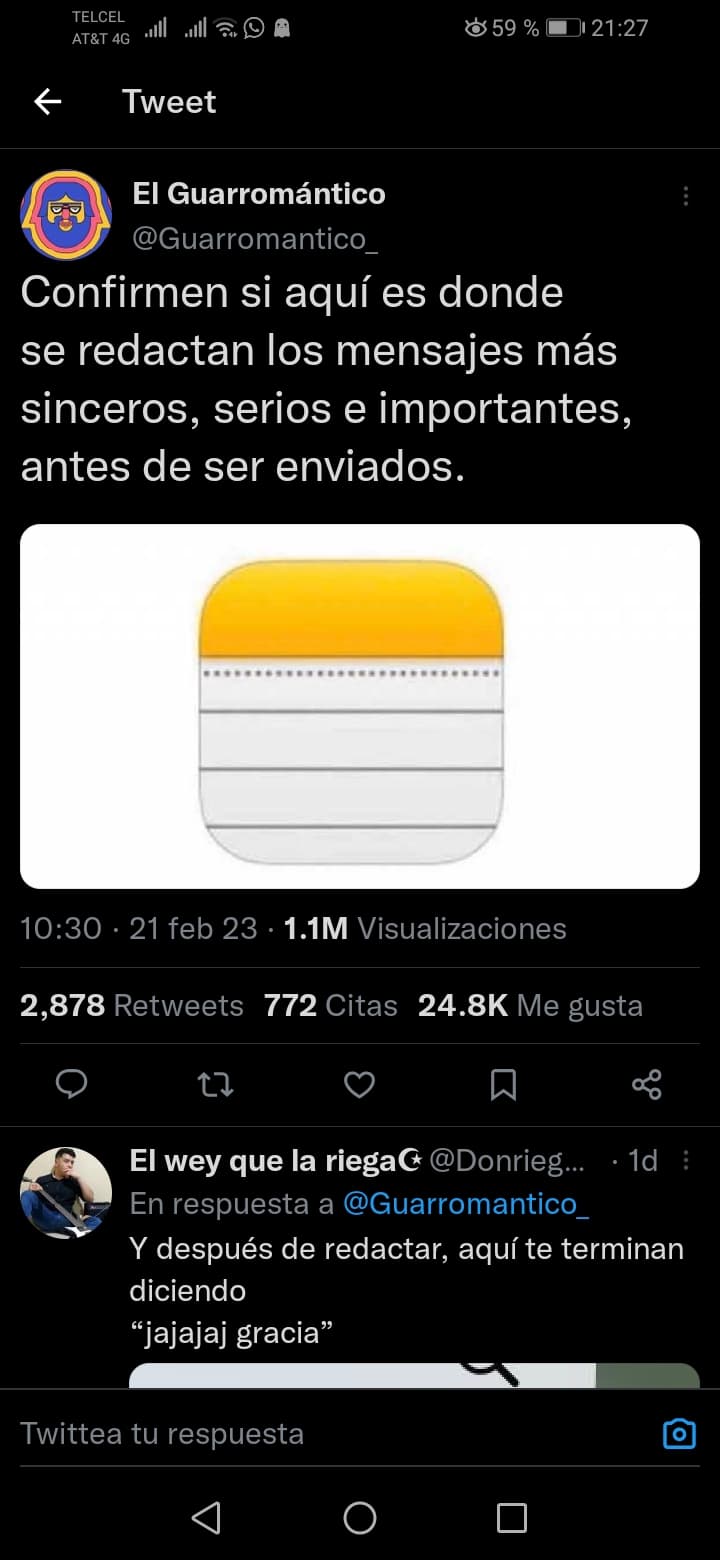 TELCEL
AT&T 4G
59 %
21:27
Tweet
El Guarromántico
@Guarromantico_
Confirmen si aquí es donde
se redactan los mensajes más
sinceros, serios e importantes,
antes de ser enviados.
10:30 · 21 feb 23 · 1.1M Visualizaciones
2,878 Retweets 772 Citas 24.8K Me gusta
El wey que la riega☪ @Donrieg... · 1d
En respuesta a @Guarromantico_
Y después de redactar, aquí te terminan
diciendo
“jajajaj gracia”
Twittea tu respuesta